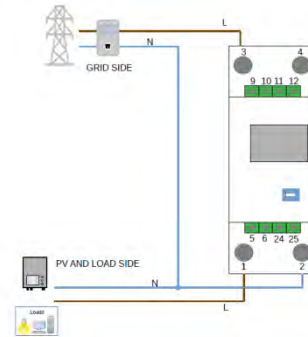 L
N
3 4
GRID SIDE
9 10 11 12
5 6 24 25
PV AND LOAD SIDE
1 2
N
LOAD
L